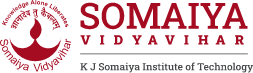 Knowledge Alone Liberates
Somaiya Vidyavihar
SOMAIYA
VIDYAVIHAR
K J Somaiya Institute of Technology